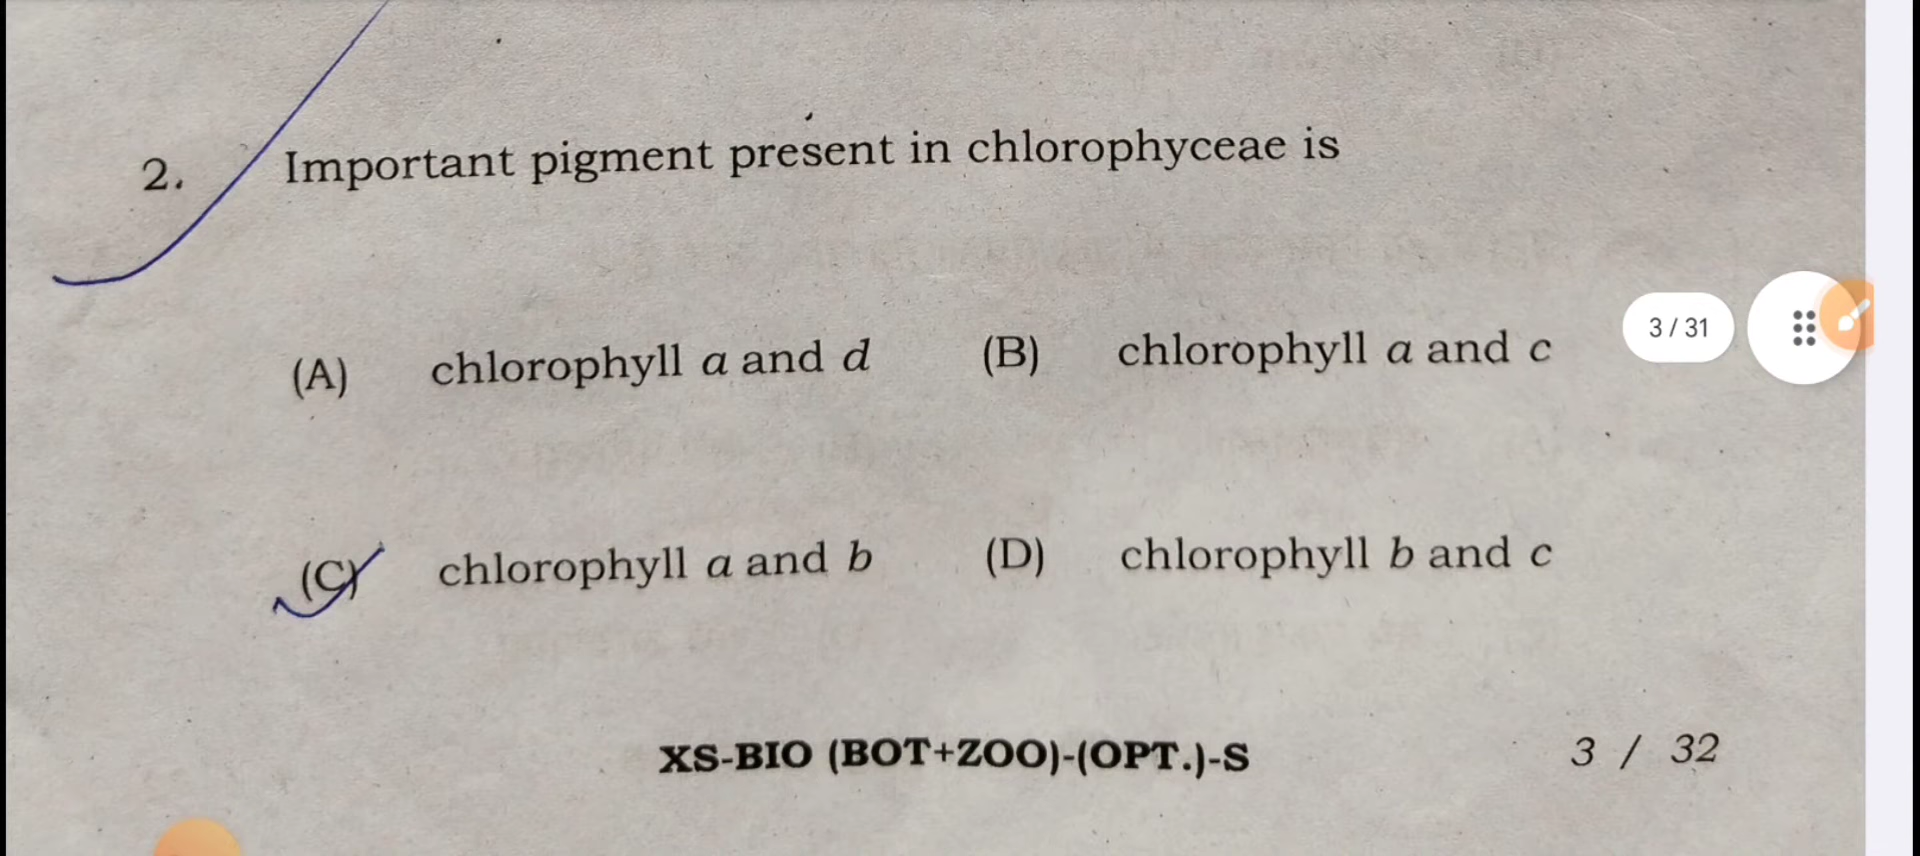 2. Important pigment present in chlorophyceae is
(A) chlorophyll a and d (B) chlorophyll a and c
3 / 31
(C) chlorophyll a and b (D) chlorophyll b and c
XS-BIO (BOT+ZOO)-(OPT.)-S 3 / 32